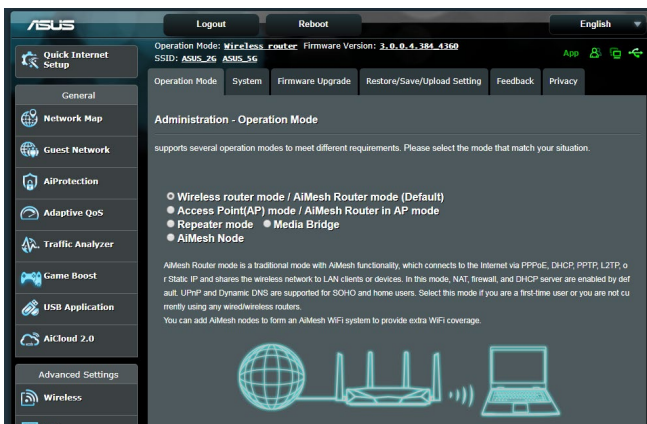 ASUS
Logout
Reboot
English
Quick Internet
Setup
Operation Mode: Wireless router Firmware Version: 3.0.0.4.384_4360
SSID: ASUS_2G ASUS_5G
App
Operation Mode
System
Firmware Upgrade
Restore/Save/Upload Setting
Feedback
Privacy
General
Network Map
Guest Network
AiProtection
Adaptive QoS
Traffic Analyzer
Game Boost
USB Application
AiCloud 2.0
Advanced Settings
Wireless
Administration - Operation Mode
supports several operation modes to meet different requirements. Please select the mode that match your situation.
Wireless router mode / AiMesh Router mode (Default)
Access Point(AP) mode / AiMesh Router in AP mode
Repeater mode Media Bridge
AiMesh Node
AiMesh Router mode is a traditional mode with AiMesh functionality, which connects to the Internet via PPPoE, DHCP, PPTP, L2TP, o
r Static IP and shares the wireless network to LAN clients or devices. In this mode, NAT, firewall, and DHCP server are enabled by def
ault. UPnP and Dynamic DNS are supported for SOHO and home users. Select this mode if you are a first-time user or you are not cu
rrently using any wired/wireless routers.
You can add AiMesh nodes to form an AiMesh WiFi system to provide extra WiFi coverage.